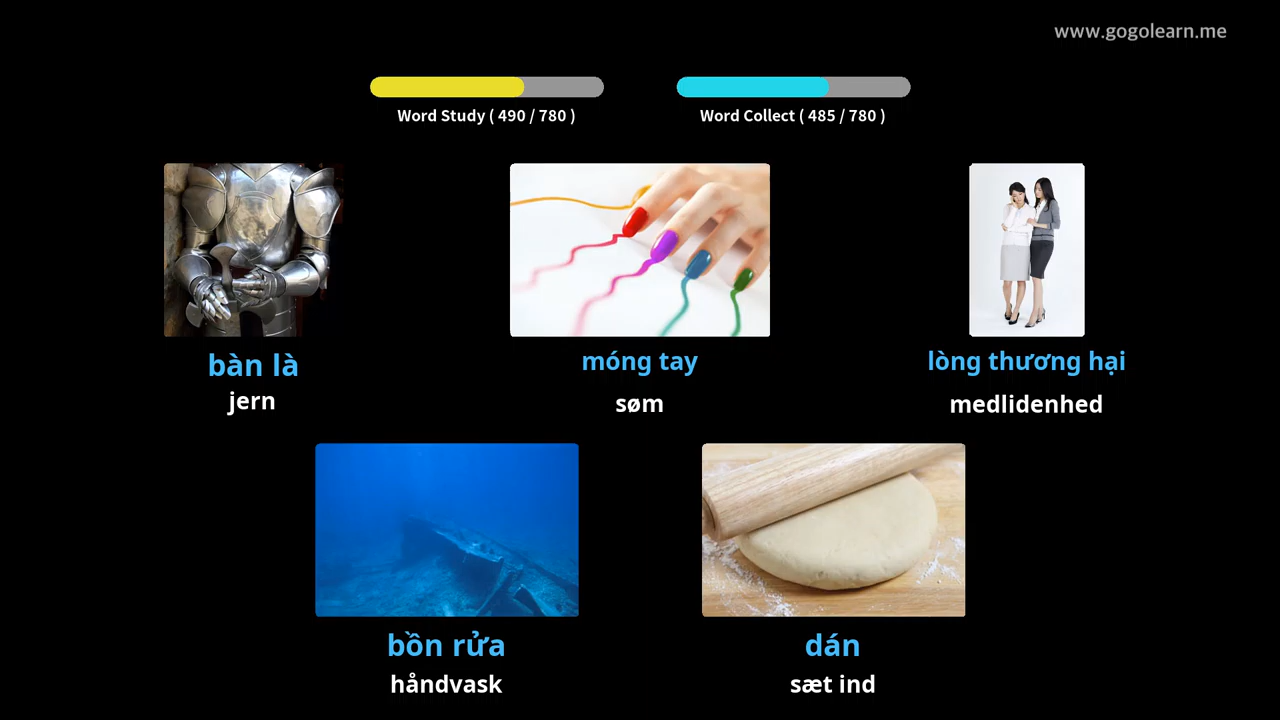 www.gogolearn.me
Word Study ( 490 / 780 )
Word Collect ( 485 / 780 )
bàn là
jern
móng tay
søm
lòng thương hại
medlidenhed
bồn rửa
håndvask
dán
sæt ind